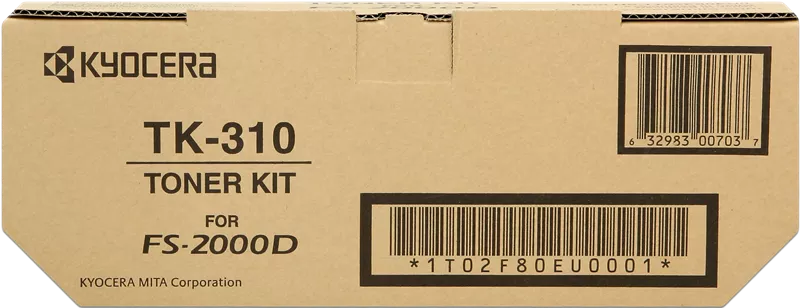 KYOCERA
TK-310
TONER KIT
FOR
FS-2000D
KYOCERA MITA Corporation
6 32983 00703 7
*1T02F80EU0001*